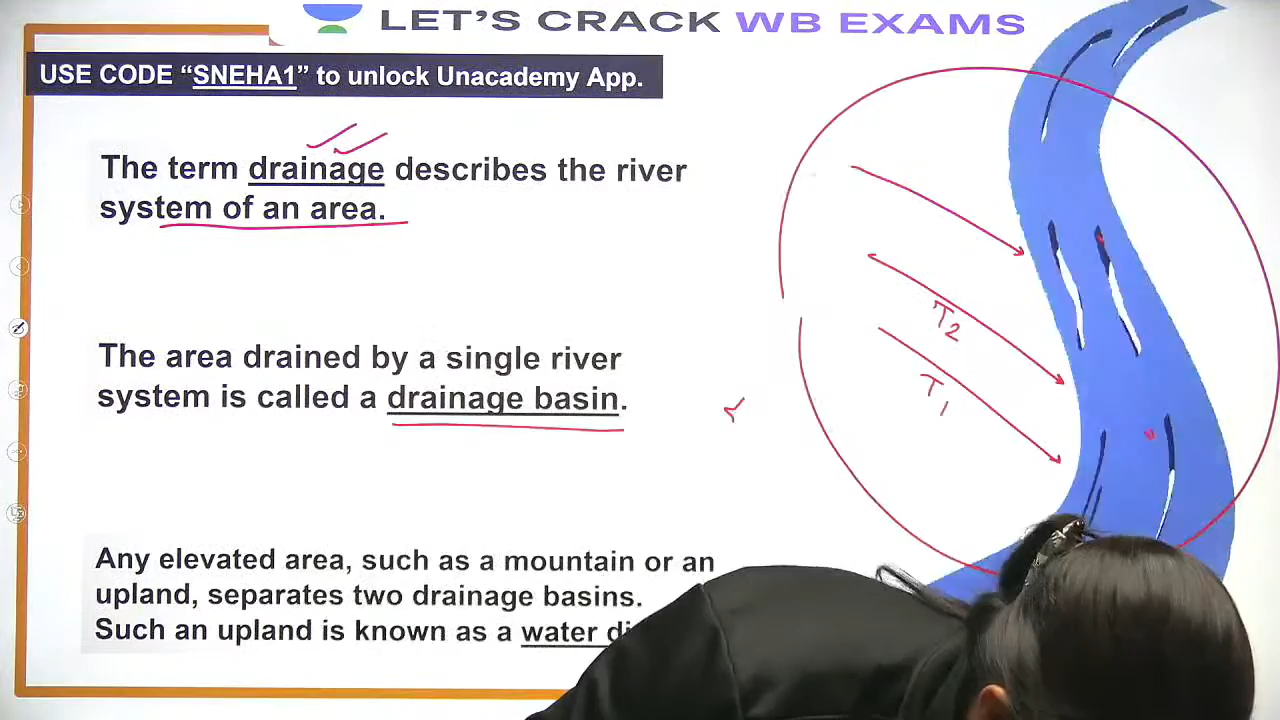 LET'S CRACK WB EXAMS
USE CODE “SNEHA1” to unlock Unacademy App.
The term drainage describes the river
system of an area.
T2
The area drained by a single river
system is called a drainage basin.
T1
Any elevated area, such as a mountain or an
upland, separates two drainage basins.
Such an upland is known as a water